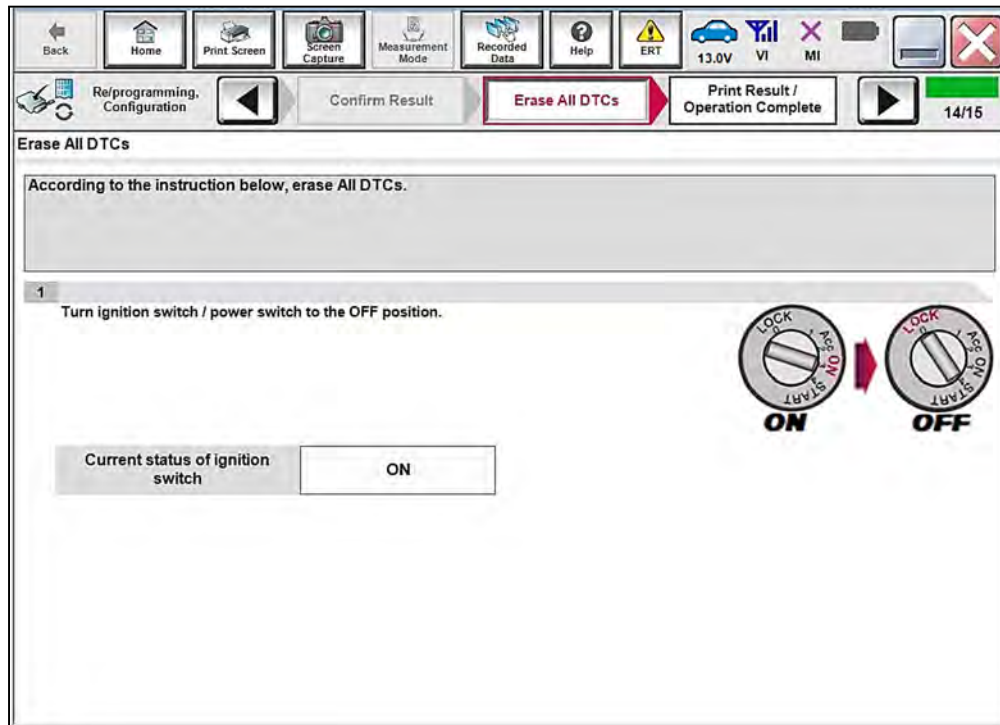 Back
Home
Print Screen
Screen Capture
Measurement Mode
Recorded Data
Help
ERT
13.0V
VI
MI
Re/programming, Configuration
Confirm Result
Erase All DTCs
Print Result / Operation Complete
14/15
Erase All DTCs
According to the instruction below, erase All DTCs.
1
Turn ignition switch / power switch to the OFF position.
LOCK
Acc
ON
START
ON
LOCK
Acc
ON
START
OFF
Current status of ignition switch
ON